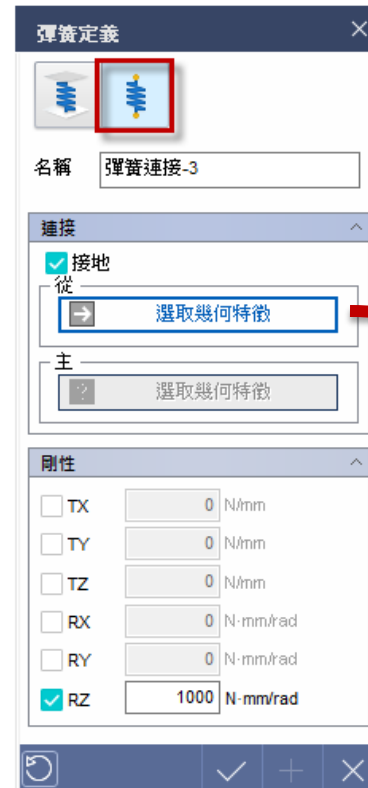 彈簧定義
名稱 彈簧連接-3
連接
接地
從
選取幾何特徵
主
? 選取幾何特徵
剛性
TX 0 N/mm
TY 0 N/mm
TZ 0 N/mm
RX 0 N·mm/rad
RY 0 N·mm/rad
RZ 1000 N·mm/rad